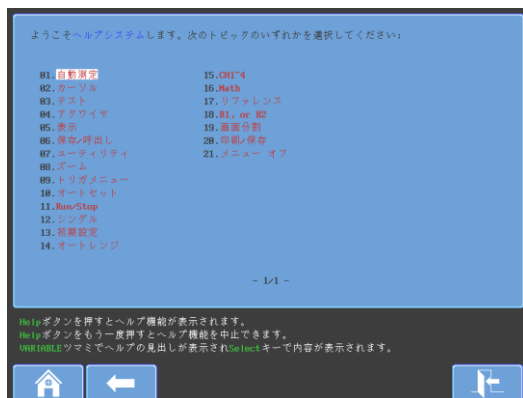 ようこそヘルプシステムします。次のトピックのいずれかを選択してください:
01.自動測定
02.カーソル
03.テスト
04.アクワイヤ
05.表示
06.保存/呼出し
07.ユーティリティ
08.ズーム
09.トリガメニュー
10.オートセット
11.Run/Stop
12.シングル
13.初期設定
14.オートレンジ
15.CH1~4
16.Math
17.リファレンス
18.B1, or B2
19.画面分割
20.印刷/保存
21.メニュー オフ
- 1/1 -
Helpボタンを押すとヘルプ機能が表示されます。
Helpボタンをもう一度押すとヘルプ機能を中止できます。
VARIABLEツマミでヘルプの見出しが表示されSelectキーで内容が表示されます。